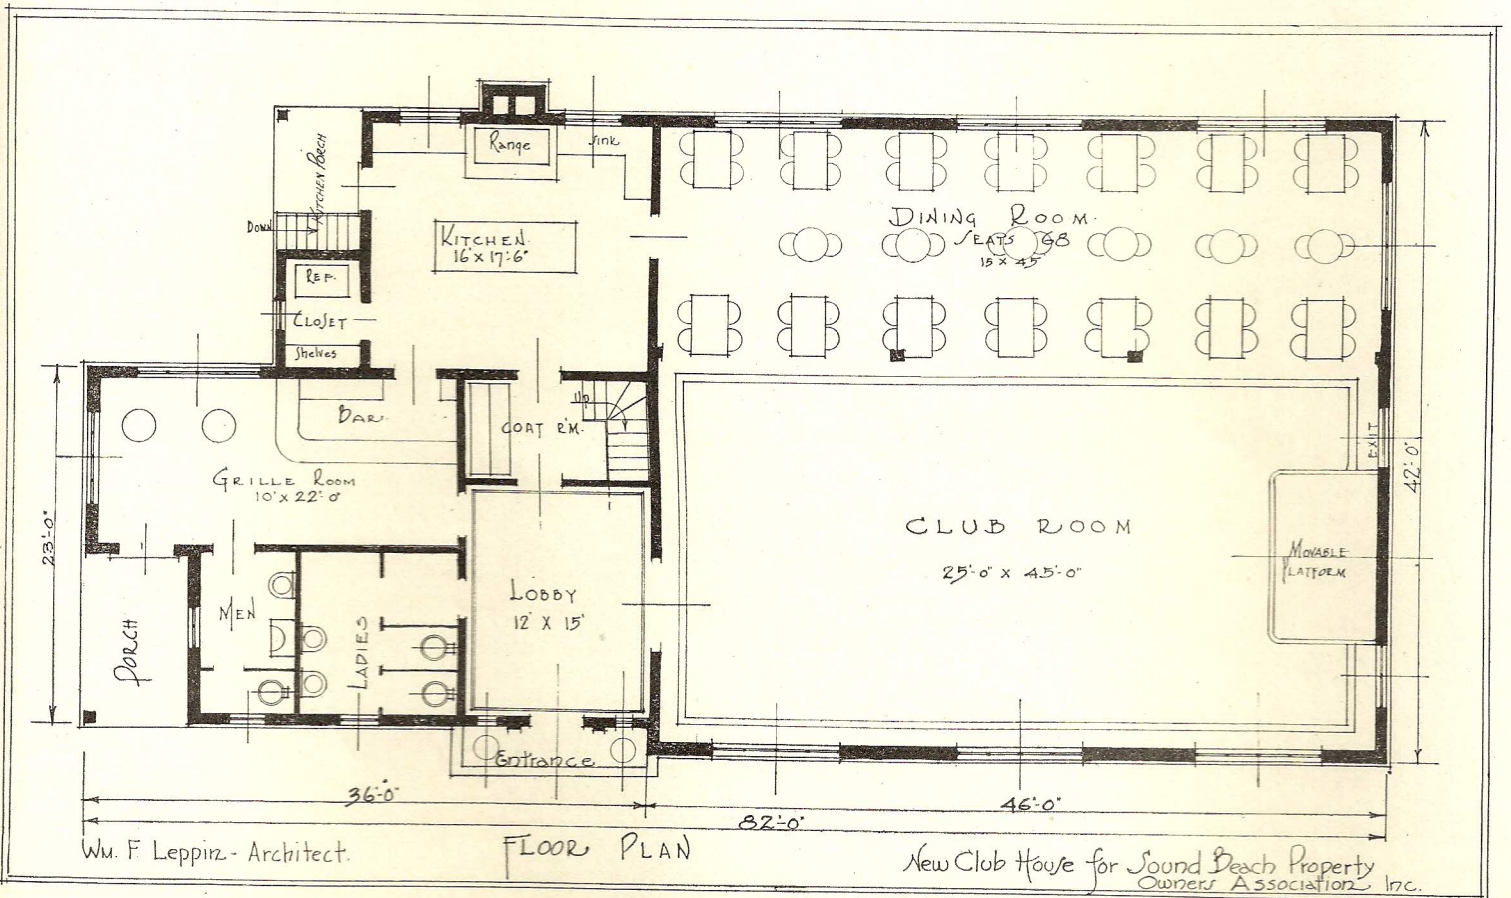 Range
Sink
KITCHEN PORCH
DOWN
KITCHEN
16' x 17'-6"
DINING ROOM
SEATS 68
15 x 45
REF.
CLOSET
Shelves
BAR
UP
COAT R'M.
GRILLE ROOM
10' x 22'-0"
EXIT
42'-0"
23'-0"
CLUB ROOM
25'-0" x 45'-0"
MOVABLE
PLATFORM
LOBBY
12' X 15'
MEN
LADIES
PORCH
Entrance
36'-0"
46'-0"
82'-0"
Wm. F. Leppin - Architect.
FLOOR PLAN
New Club House for Sound Beach Property
Owners Association Inc.